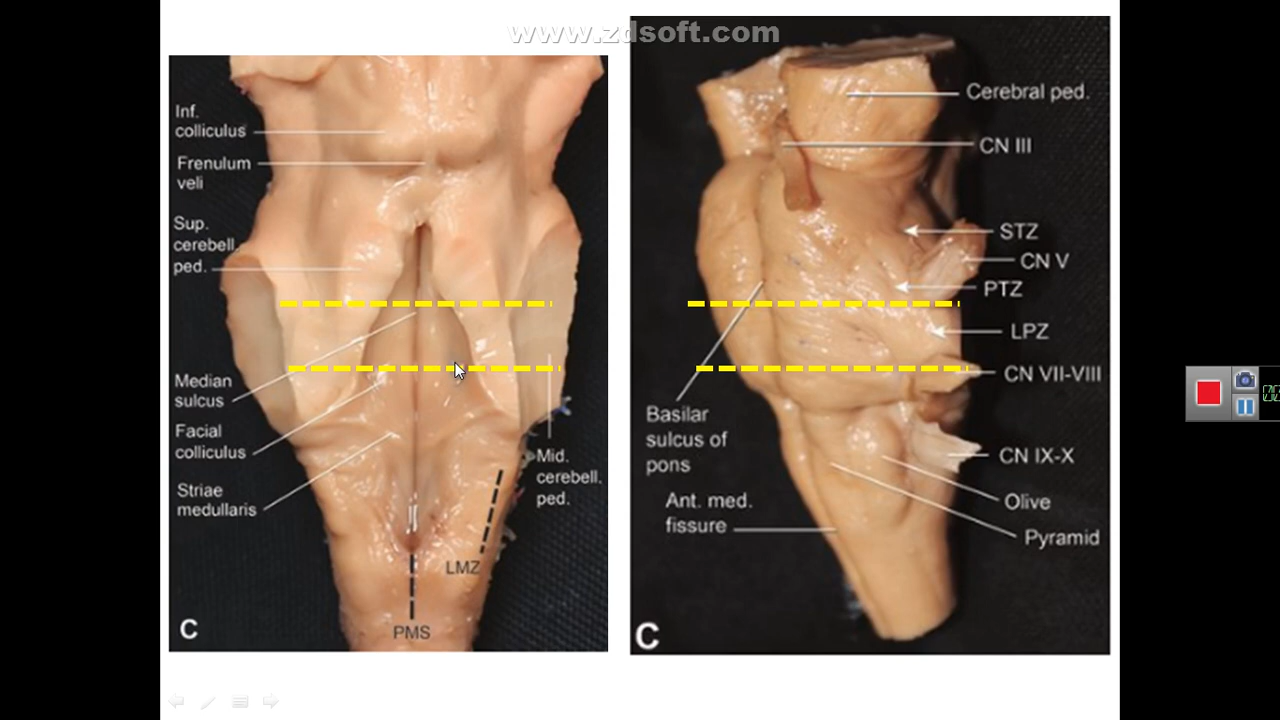 www.zdsoft.com
Inf.
colliculus
Frenulum
veli
Sup.
cerebell.
ped.
Median
sulcus
Facial
colliculus
Striae
medullaris
Mid.
cerebell.
ped.
LMZ
PMS
C
Cerebral ped.
CN III
STZ
CN V
PTZ
LPZ
CN VII-VIII
Basilar
sulcus of
pons
CN IX-X
Ant. med.
fissure
Olive
Pyramid
C